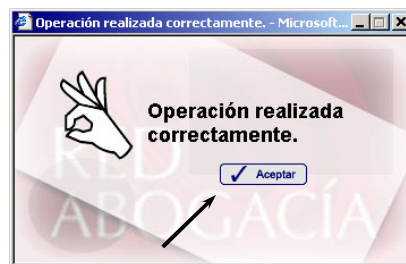 Operación realizada correctamente. - Microsoft...
Operación realizada
correctamente.
Aceptar
RED
ABOGACÍA